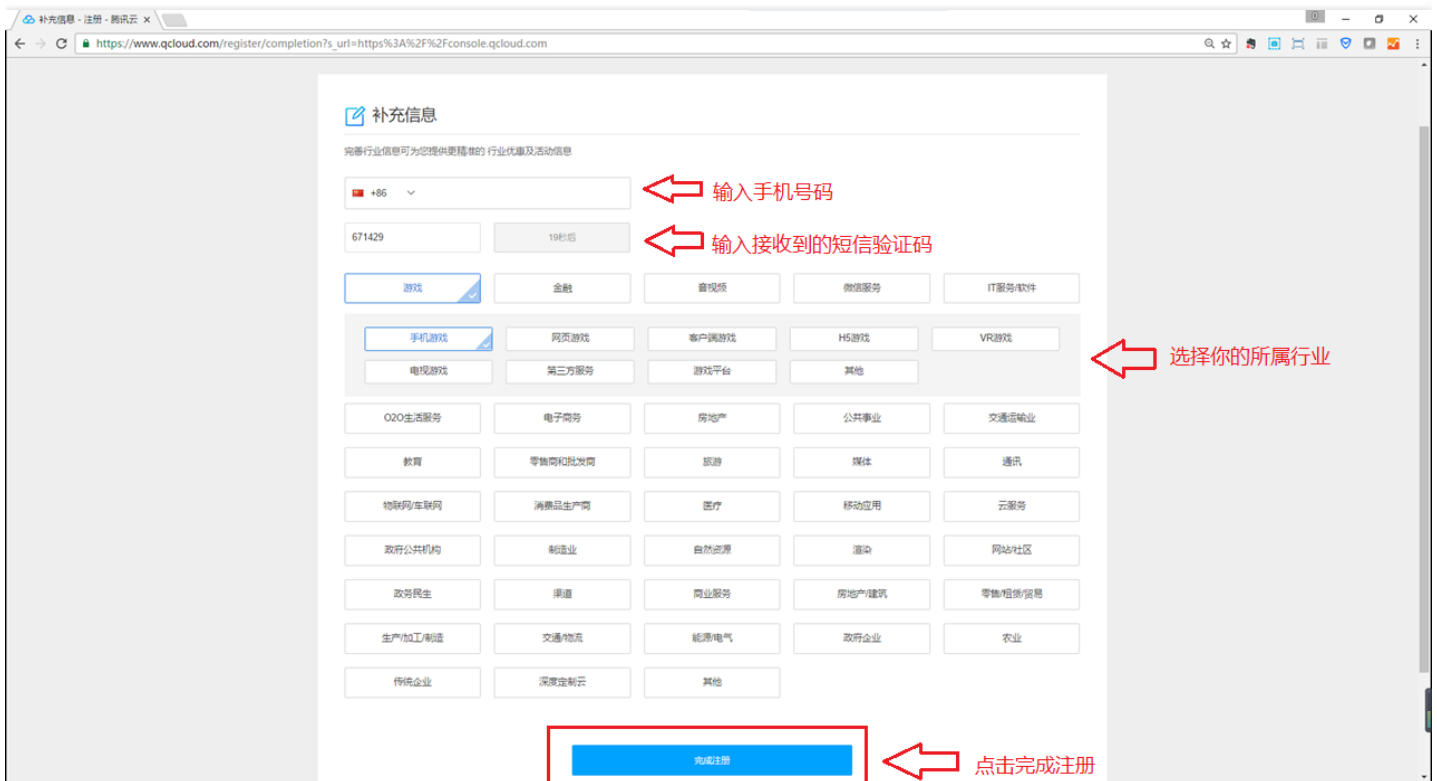 补充信息 - 注册 - 腾讯云
https://www.qcloud.com/register/completion?s_url=https%3A%2F%2Fconsole.qcloud.com
补充信息
完善行业信息可为您提供更精准的 行业优惠及活动信息
+86 输入手机号码
671429 19秒后 输入接收到的短信验证码
游戏 金融 音视频 微信服务 IT服务/软件
手机游戏 网页游戏 客户端游戏 H5游戏 VR游戏
选择你的所属行业
电视游戏 第三方服务 游戏平台 其他
O2O生活服务 电子商务 房地产 公共事业 交通运输业
教育 零售商和批发商 旅游 媒体 通讯
物联网/车联网 消费品生产商 医疗 移动应用 云服务
政府公共机构 制造业 自然资源 渲染 网站/社区
政务民生 渠道 商业服务 房地产/建筑 零售/租赁/贸易
生产/加工/制造 交通/物流 能源/电气 政府企业 农业
传统企业 深度定制云 其他
完成注册 点击完成注册